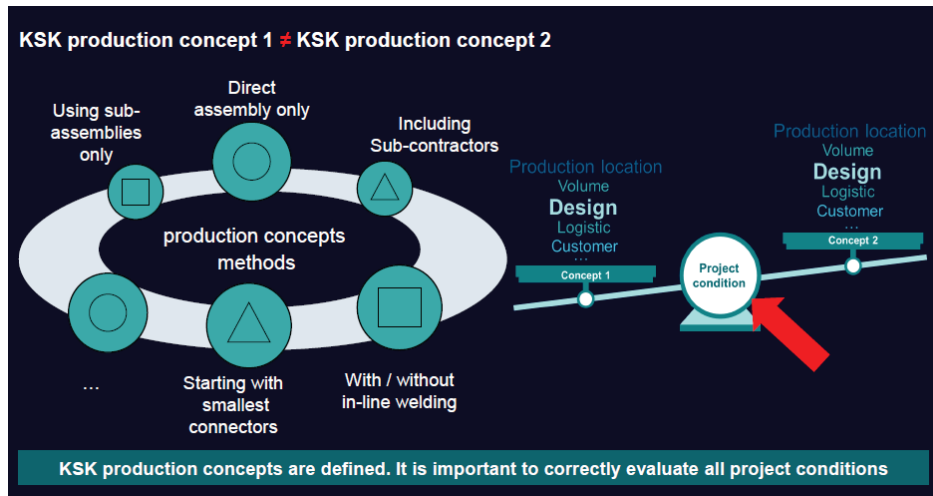 KSK production concept 1 ≠ KSK production concept 2
Using sub-
assemblies
only
Direct
assembly only
Including
Sub-contractors
production concepts
methods
...
Starting with
smallest
connectors
With / without
in-line welding
Production location
Volume
Design
Logistic
Customer
...
Concept 1
Project
condition
Production location
Volume
Design
Logistic
Customer
...
Concept 2
KSK production concepts are defined. It is important to correctly evaluate all project conditions